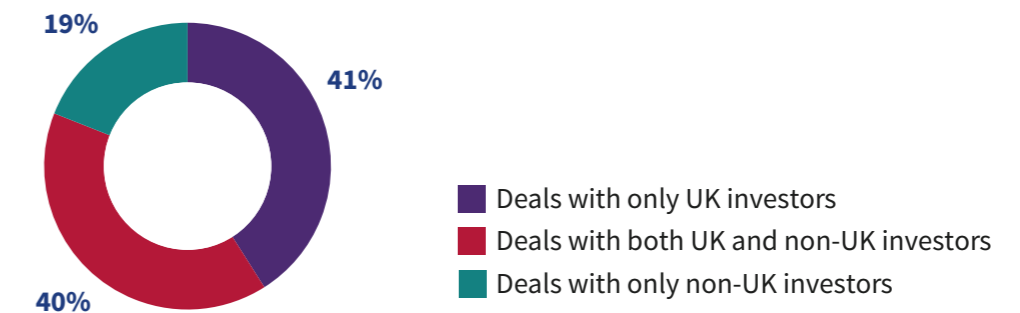 19%
41%
40%
Deals with only UK investors
Deals with both UK and non-UK investors
Deals with only non-UK investors